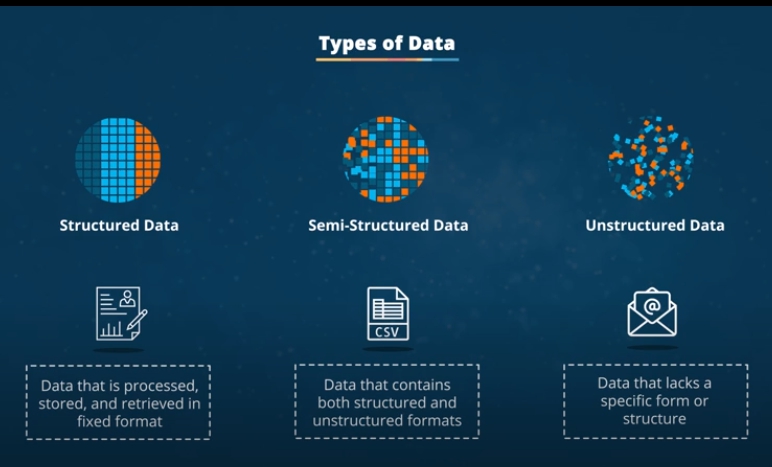 Types of Data
Structured Data
Semi-Structured Data
Unstructured Data
CSV
@
Data that is processed,
stored, and retrieved in
fixed format
Data that contains
both structured and
unstructured formats
Data that lacks a
specific form or
structure